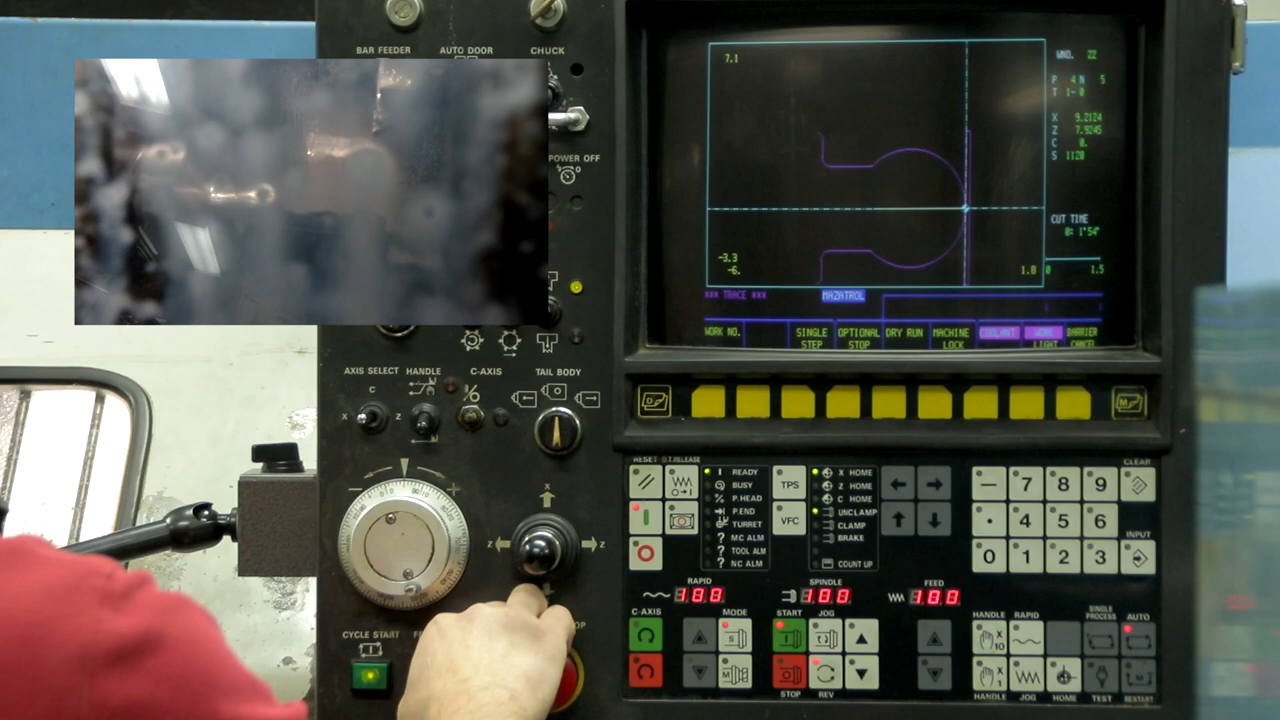 BAR FEEDER AUTO DOOR CHUCK
POWER OFF
7.1
WNO. 22
P 4 N 5
T 1- 0
X 9.2124
Z 7.9245
C 0.
S 1120
CUT TIME
0: 1'54"
-3.3
-6.
1.8
0 1.5
*** TRACE ***
MAZATROL
WORK NO. SINGLE STEP OPTIONAL STOP DRY RUN MACHINE LOCK COOLANT WORK LIGHT BARRIER CANCEL
AXIS SELECT HANDLE C-AXIS TAIL BODY
C
X Z
RESET T.RELEASE
READY
BUSY
P.HEAD
P.END
TURRET
MC ALM
TOOL ALM
NC ALM
TPS
VFC
X HOME
Z HOME
C HOME
UNCLAMP
CLAMP
BRAKE
COUNT UP
CLEAR
— 7 8 9
• 4 5 6
INPUT
0 1 2 3
X
Z Z
RAPID SPINDLE FEED
100 100 100
C-AXIS MODE START JOG
HANDLE RAPID SINGLE PROCESS AUTO
S
X 10
M
X 1
M
STOP REV
HANDLE JOG HOME TEST RESTART
CYCLE START